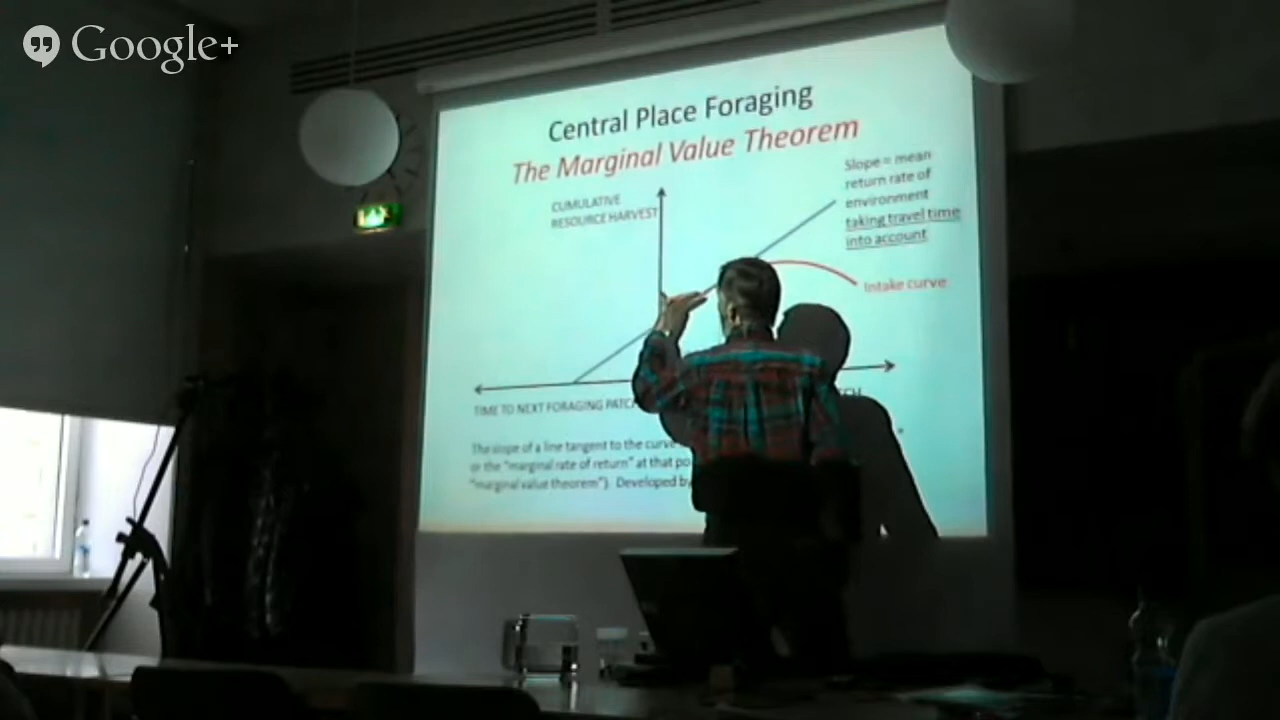 Google+
Central Place Foraging
The Marginal Value Theorem
Slope = mean
return rate of
environment
taking travel time
into account
CUMULATIVE
RESOURCE HARVEST
Intake curve
TIME TO NEXT FORAGING PATC
The slope of a line tangent to the curve
or the "marginal rate of return" at that po
"marginal value theorem"). Developed by